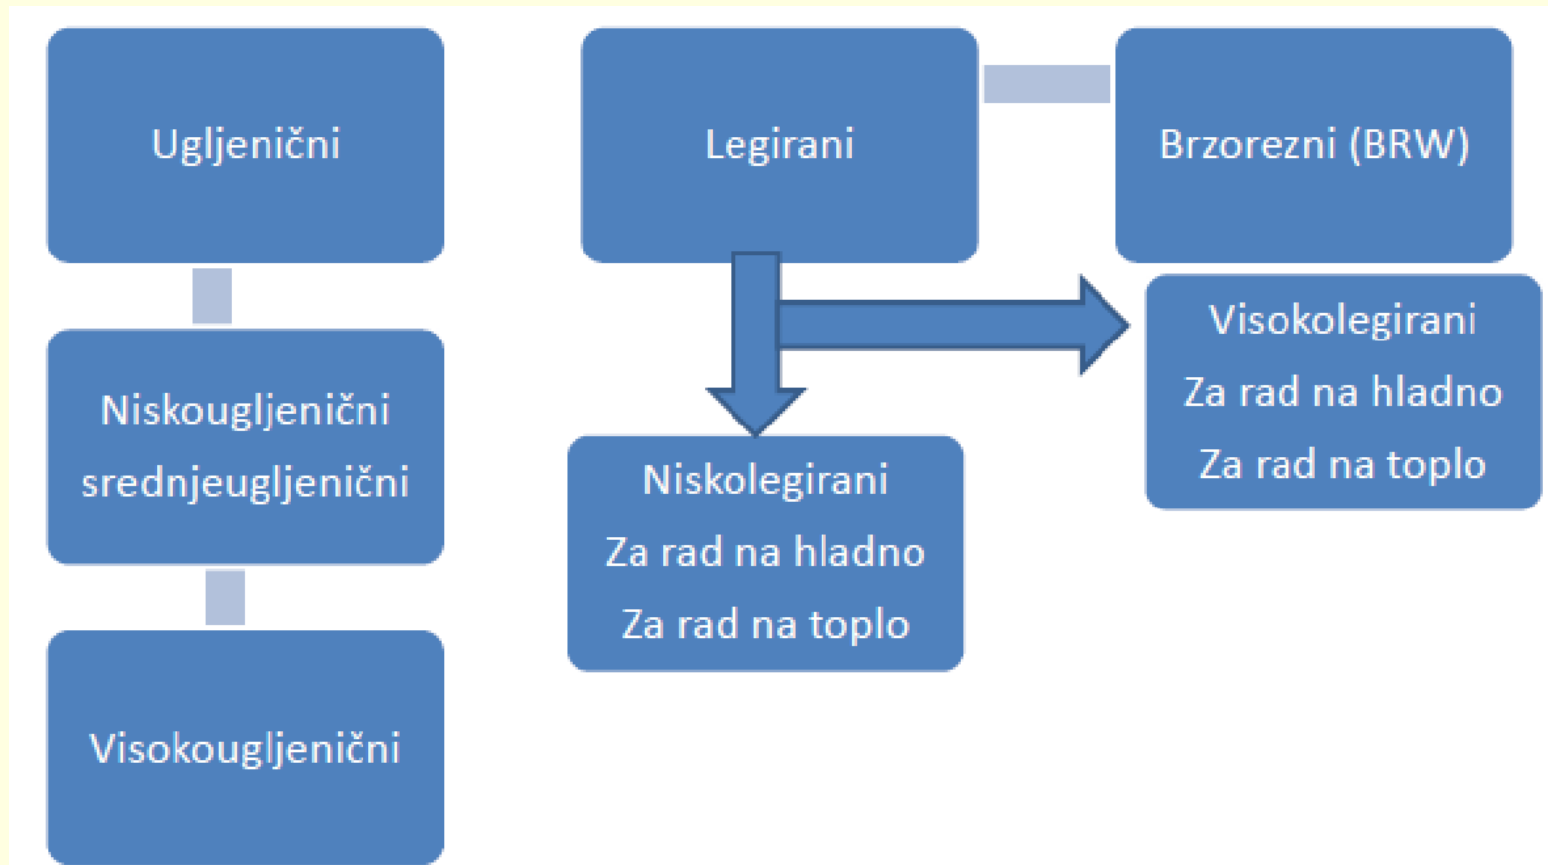 Ugljenični
Legirani
Brzorezni (BRW)
Niskougljenični
srednjeugljenični
Visokougljenični
Niskolegirani
Za rad na hladno
Za rad na toplo
Visokolegirani
Za rad na hladno
Za rad na toplo